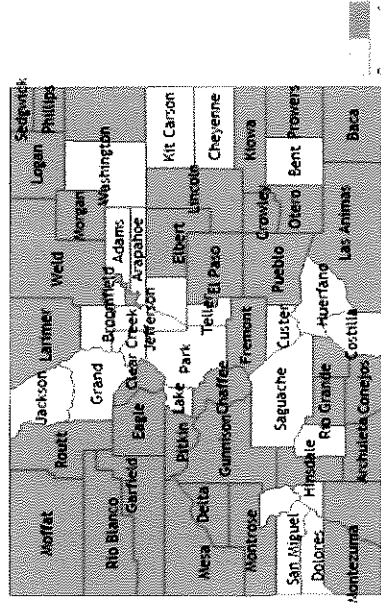 Sedgwick
Phillips
Logan
Moffat
Routt
Jackson
Larimer
Weld
Morgan
Washington
Grand
Rio Blanco
Garfield
Eagle
Clear Creek
Broomfield
Adams
Arapahoe
Jefferson
Kit Carson
Pitkin
Lake
Park
Elbert
Lincoln
Cheyenne
Mesa
Delta
Gunnison
Chaffee
Teller
El Paso
Kiowa
Montrose
Fremont
Crowley
Pueblo
Prowers
Bent
Otero
San Miguel
Saguache
Custer
Hinsdale
Huerfano
Dolores
Rio Grande
Las Animas
Baca
Costilla
Montezuma
Archuleta
Conejos